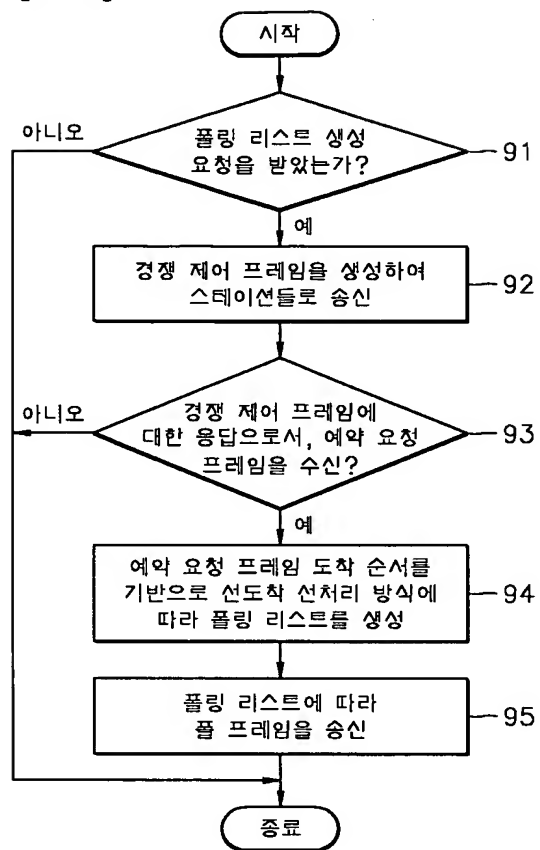 시작
아니오
폴링 리스트 생성
요청을 받았는가?
91
예
경쟁 제어 프레임을 생성하여
스테이션들로 송신
92
아니오
경쟁 제어 프레임에
대한 응답으로서, 예약 요청
프레임을 수신?
93
예
예약 요청 프레임 도착 순서를
기반으로 선도착 선처리 방식에
따라 폴링 리스트를 생성
94
폴링 리스트에 따라
폴 프레임을 송신
95
종료